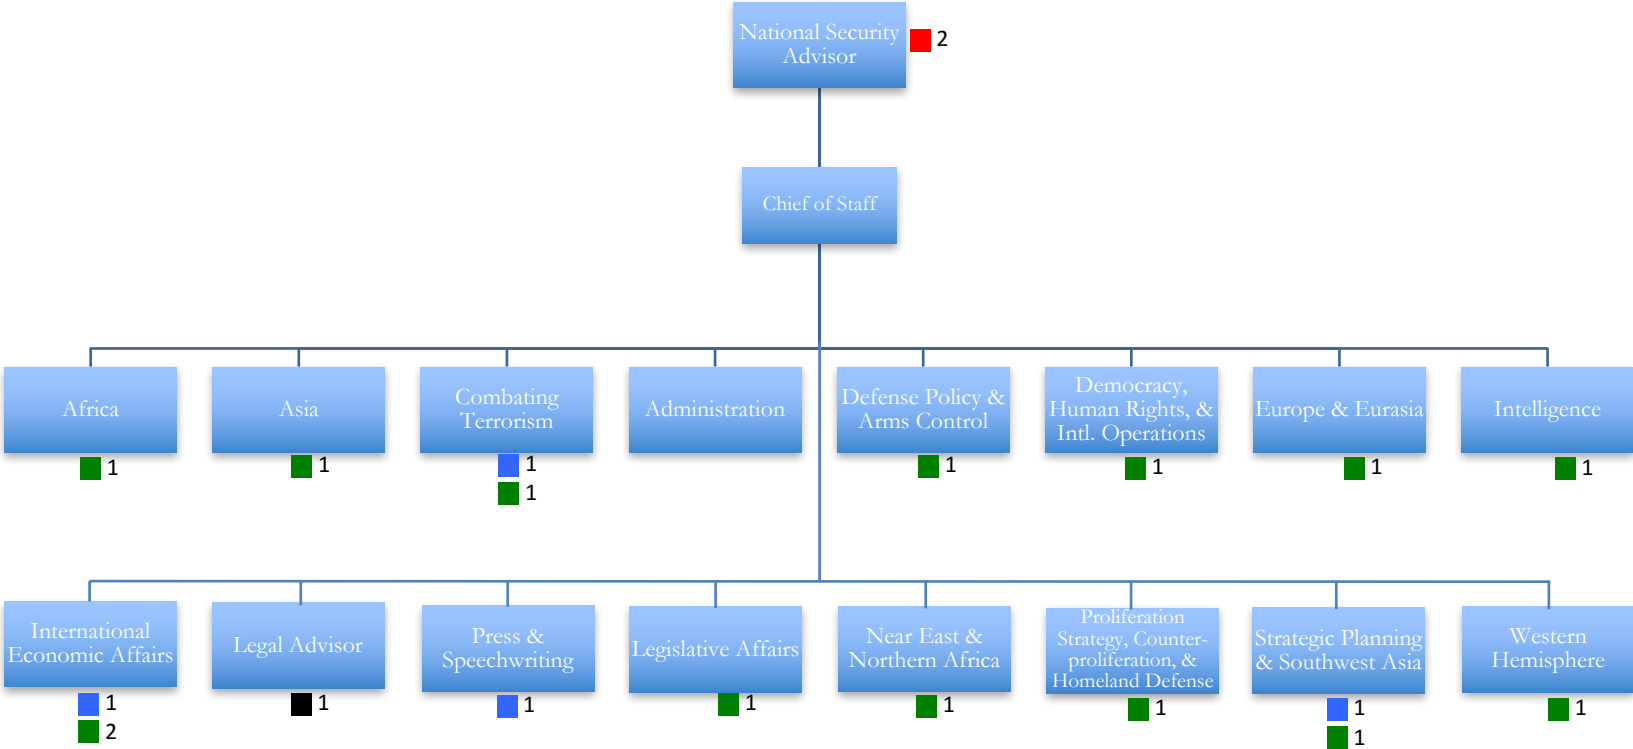 National Security
Advisor
2
Chief of Staff
Africa
1
Asia
1
Combating
Terrorism
1
1
Administration
Defense Policy &
Arms Control
1
Democracy,
Human Rights, &
Intl. Operations
1
Europe & Eurasia
1
Intelligence
1
International
Economic Affairs
1
2
Legal Advisor
1
Press &
Speechwriting
1
Legislative Affairs
1
Near East &
Northern Africa
1
Proliferation
Strategy, Counter-
proliferation, &
Homeland Defense
1
Strategic Planning
& Southwest Asia
1
1
Western
Hemisphere
1